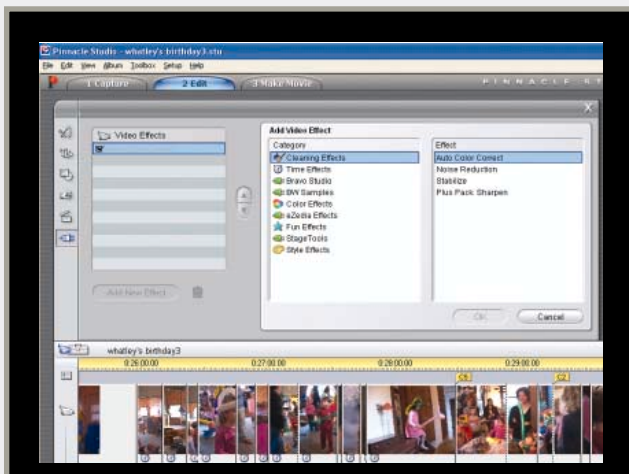 Pinnacle Studio - whatley's birthday3.stu
File Edit View Album Toolbox Setup Help
1 Capture 2 Edit 3 Make Movie PINNACLE ST
Video Effects
Add New Effect
Add Video Effect
Category
Cleaning Effects
Time Effects
Bravo Studio
BW Samples
Color Effects
eZedia Effects
Fun Effects
StageTools
Style Effects
Effect
Auto Color Correct
Noise Reduction
Stabilize
Plus Pack Sharpen
OK Cancel
whatley's birthday3
0:26:00.00 0:27:00.00 0:28:00.00 0:29:00.00
C2